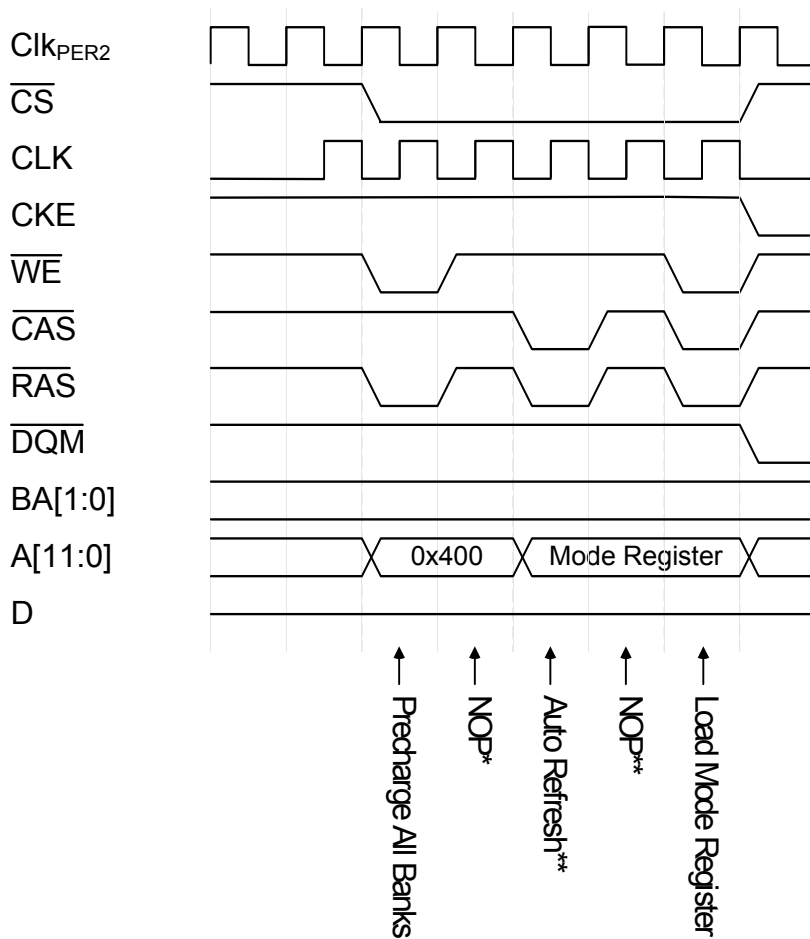 ClkPER2
CS
CLK
CKE
WE
CAS
RAS
DQM
BA[1:0]
A[11:0] 0x400 Mode Register
D
Precharge All Banks
NOP*
Auto Refresh**
NOP**
Load Mode Register